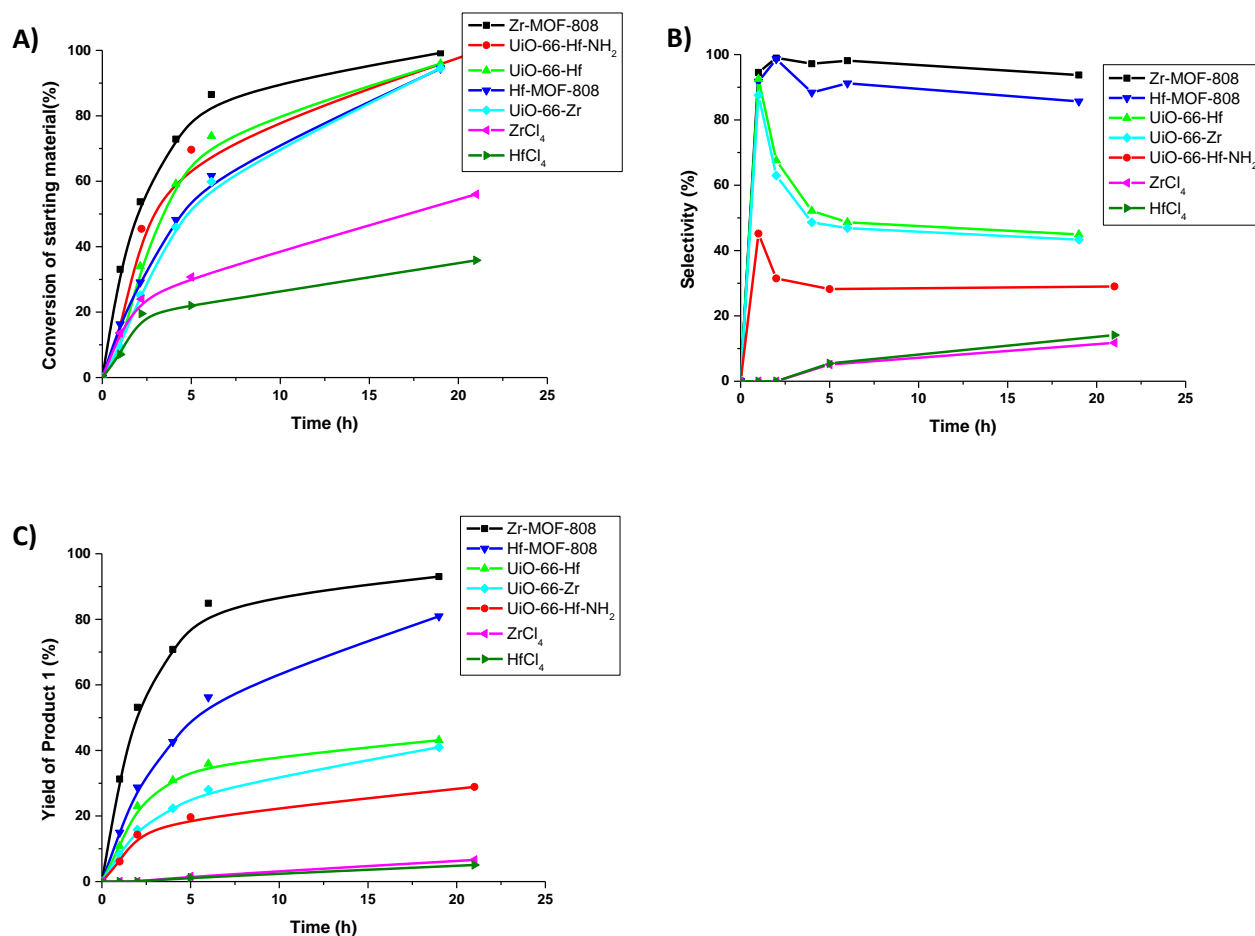 A)
Conversion of starting material(%)
100
80
60
40
20
0
0 5 10 15 20 25
Time (h)
Zr-MOF-808
UiO-66-Hf-NH2
UiO-66-Hf
Hf-MOF-808
UiO-66-Zr
ZrCl4
HfCl4
B)
Selectivity (%)
100
80
60
40
20
0
0 5 10 15 20 25
Time (h)
Zr-MOF-808
Hf-MOF-808
UiO-66-Hf
UiO-66-Zr
UiO-66-Hf-NH2
ZrCl4
HfCl4
C)
Yield of Product 1 (%)
100
80
60
40
20
0
0 5 10 15 20 25
Time (h)
Zr-MOF-808
Hf-MOF-808
UiO-66-Hf
UiO-66-Zr
UiO-66-Hf-NH2
ZrCl4
HfCl4